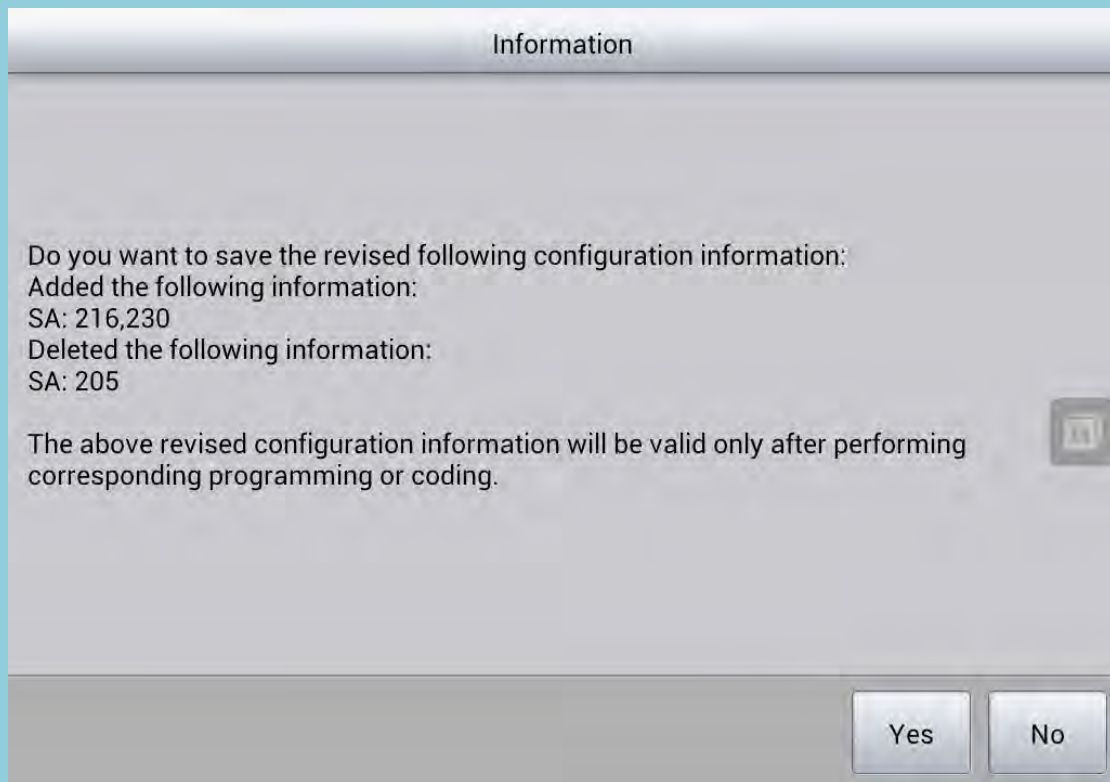 Information
Do you want to save the revised following configuration information:
Added the following information:
SA: 216,230
Deleted the following information:
SA: 205
The above revised configuration information will be valid only after performing
corresponding programming or coding.
Yes
No